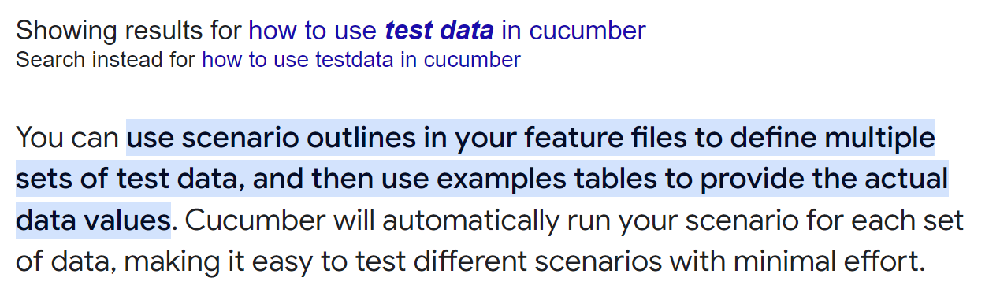 Showing results for how to use test data in cucumber
Search instead for how to use testdata in cucumber
You can use scenario outlines in your feature files to define multiple
sets of test data, and then use examples tables to provide the actual
data values. Cucumber will automatically run your scenario for each set
of data, making it easy to test different scenarios with minimal effort.